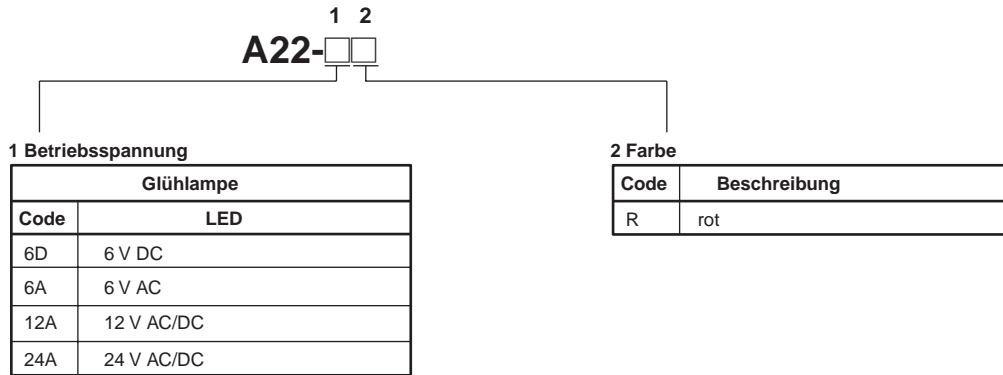 1 2
A22-
1 Betriebsspannung
Glühlampe
Code LED
6D 6 V DC
6A 6 V AC
12A 12 V AC/DC
24A 24 V AC/DC
2 Farbe
Code Beschreibung
R rot